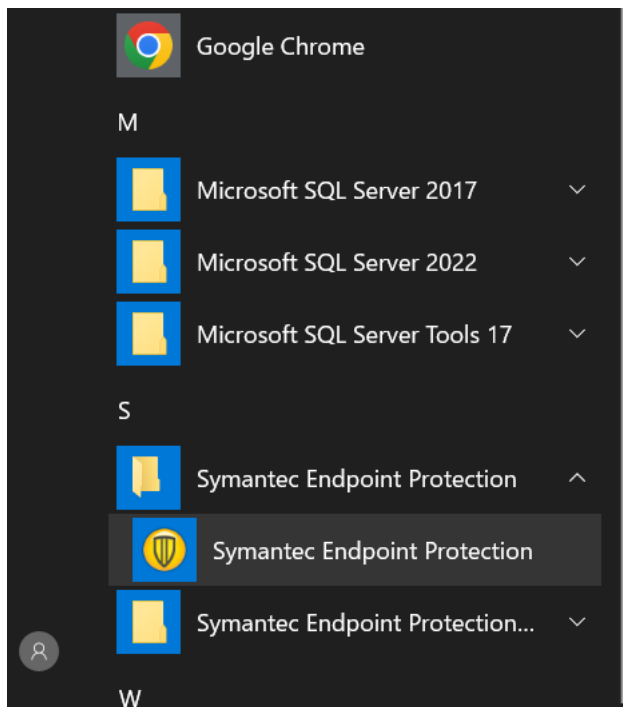 Google Chrome
M
Microsoft SQL Server 2017
Microsoft SQL Server 2022
Microsoft SQL Server Tools 17
S
Symantec Endpoint Protection
Symantec Endpoint Protection
Symantec Endpoint Protection...
W